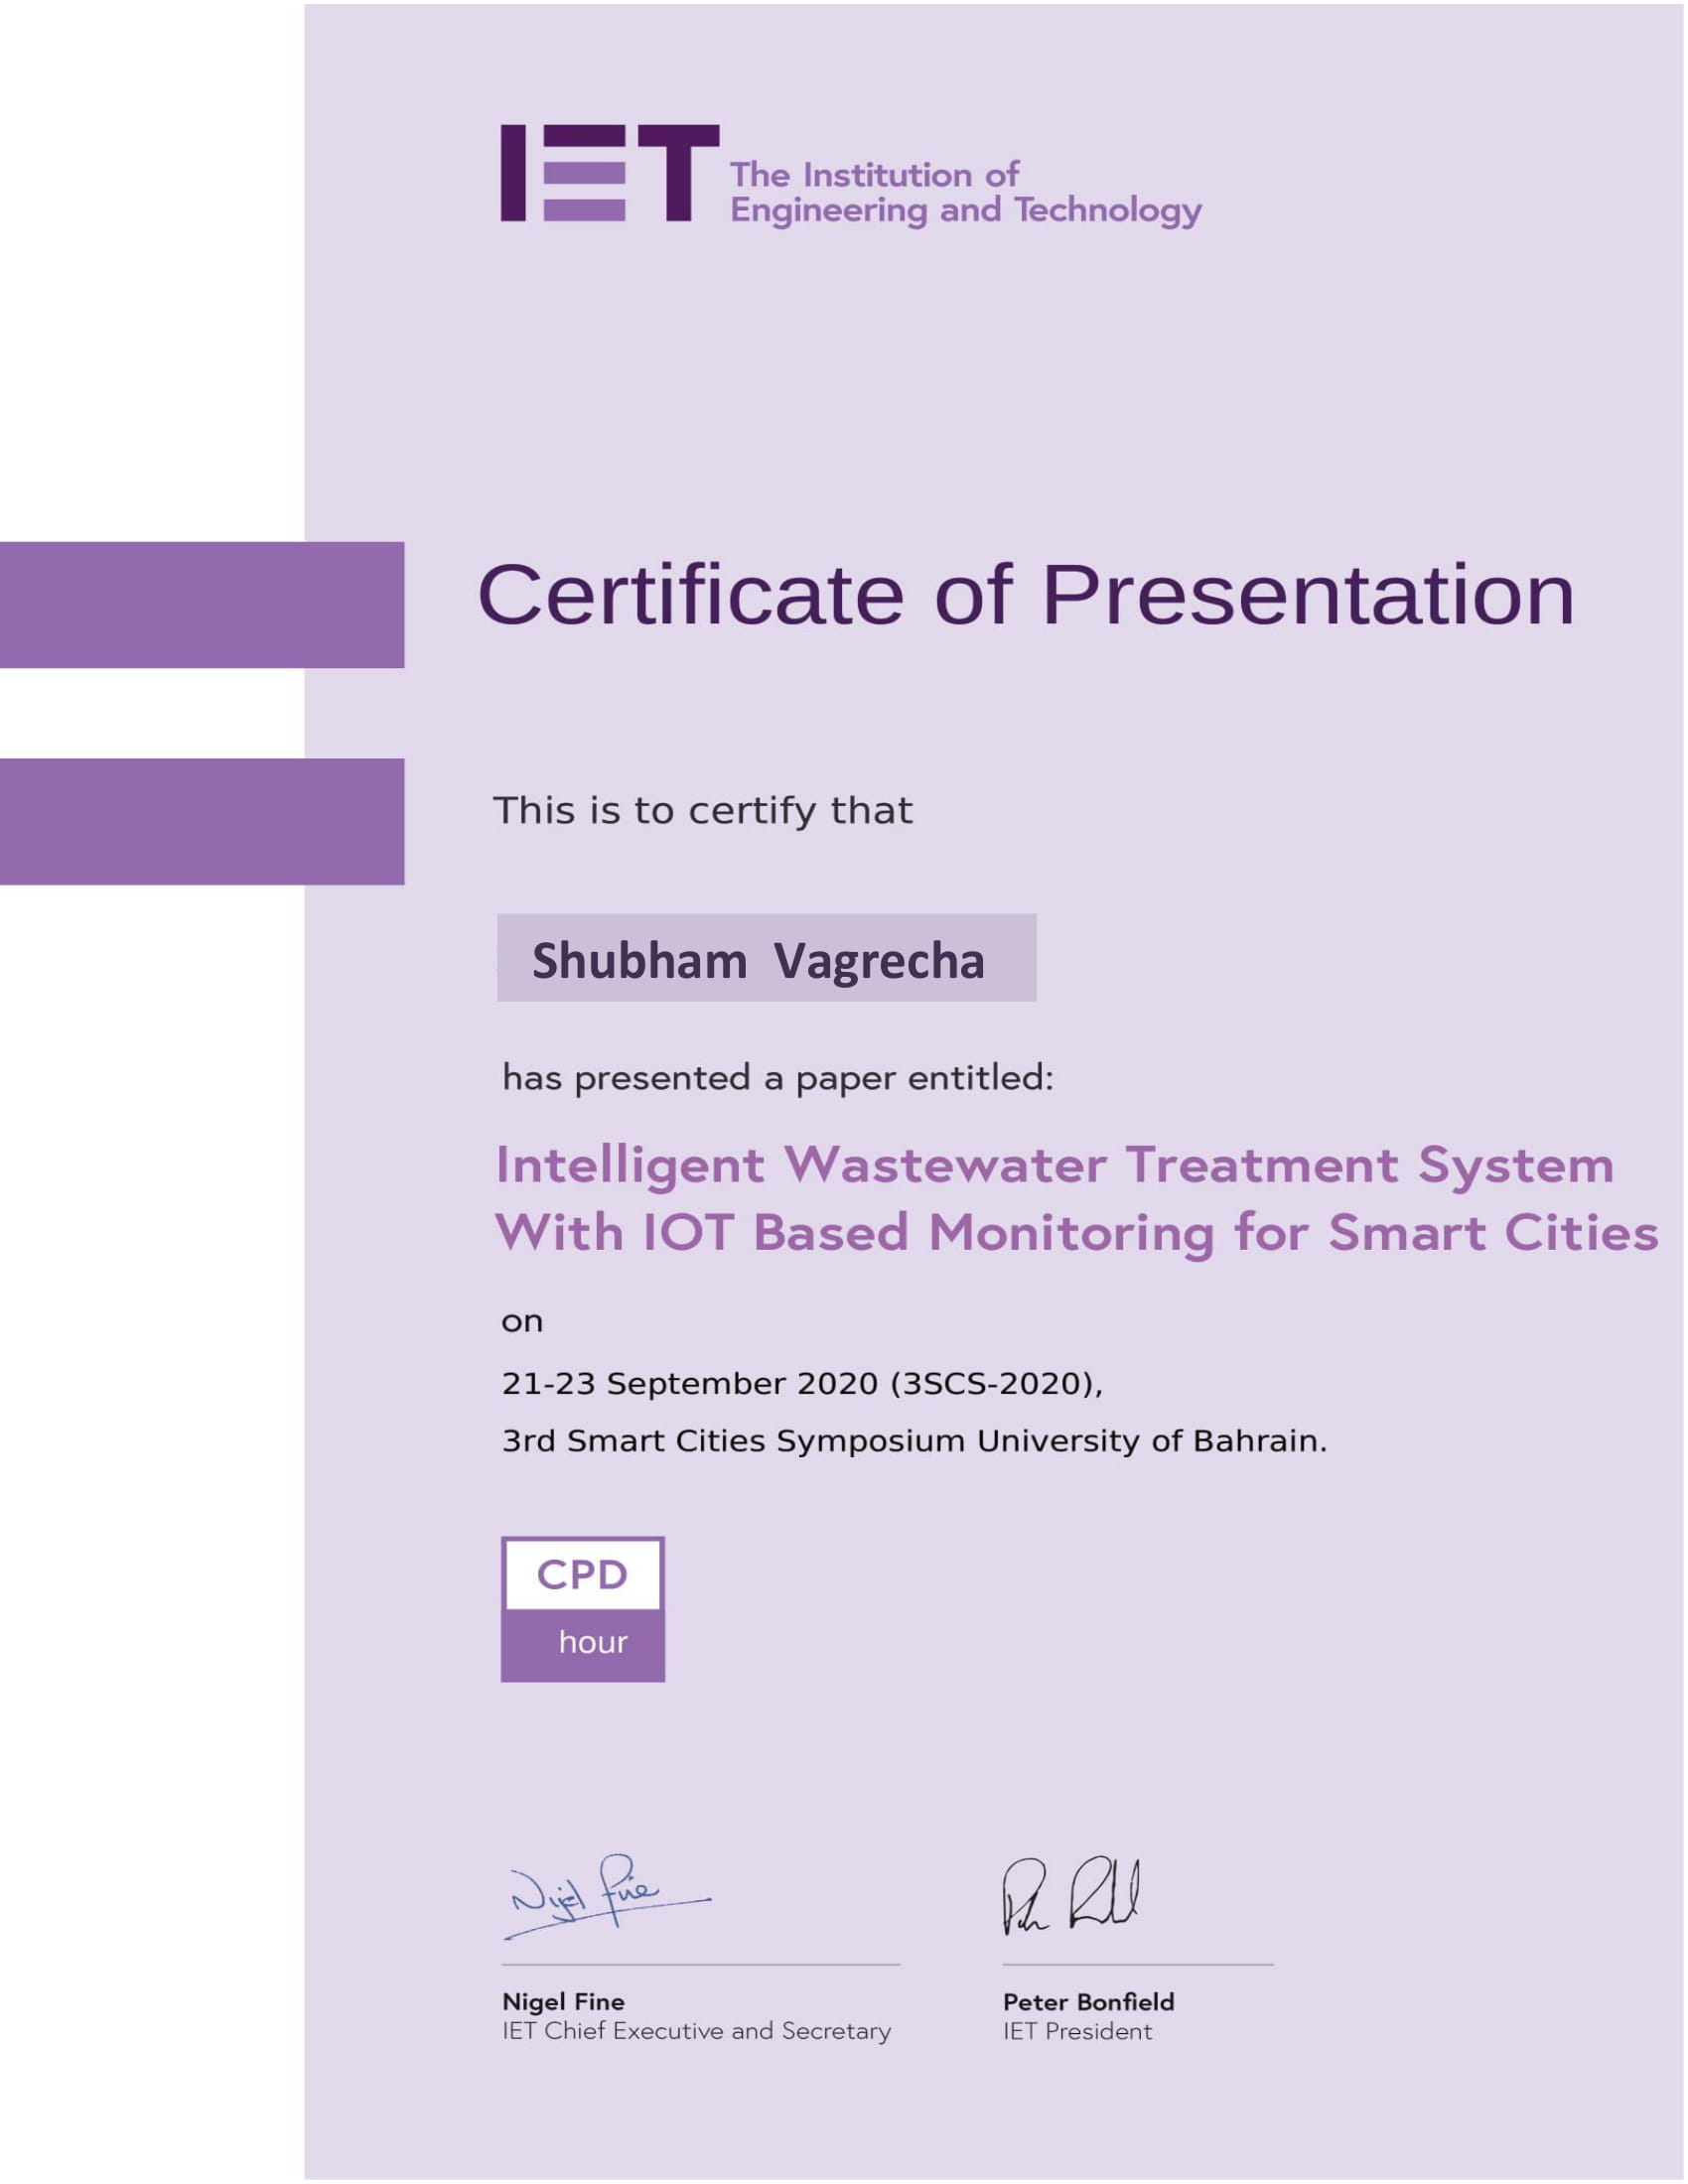 IET The Institution of
Engineering and Technology
Certificate of Presentation
This is to certify that
Shubham Vagrecha
has presented a paper entitled:
Intelligent Wastewater Treatment System
With IOT Based Monitoring for Smart Cities
on
21-23 September 2020 (3SCS-2020),
3rd Smart Cities Symposium University of Bahrain.
CPD
hour
Nigel Fine
Nigel Fine
IET Chief Executive and Secretary
Peter Bonfield
IET President